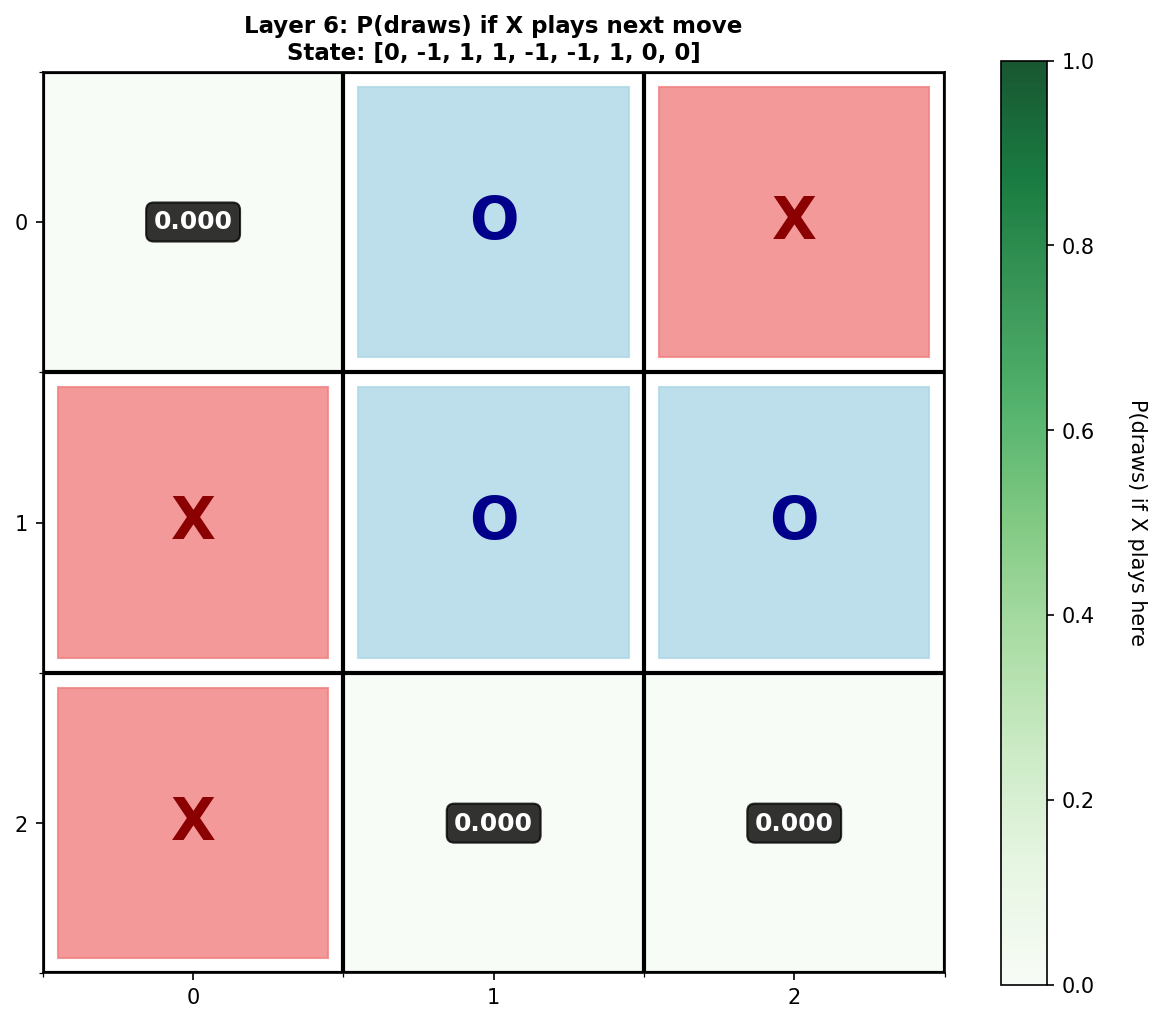 Layer 6: P(draws) if X plays next move
State: [0, -1, 1, 1, -1, -1, 1, 0, 0]
0
0.000
O
X
1
X
O
O
2
X
0.000
0.000
0
1
2
1.0
0.8
0.6
0.4
0.2
0.0
P(draws) if X plays here